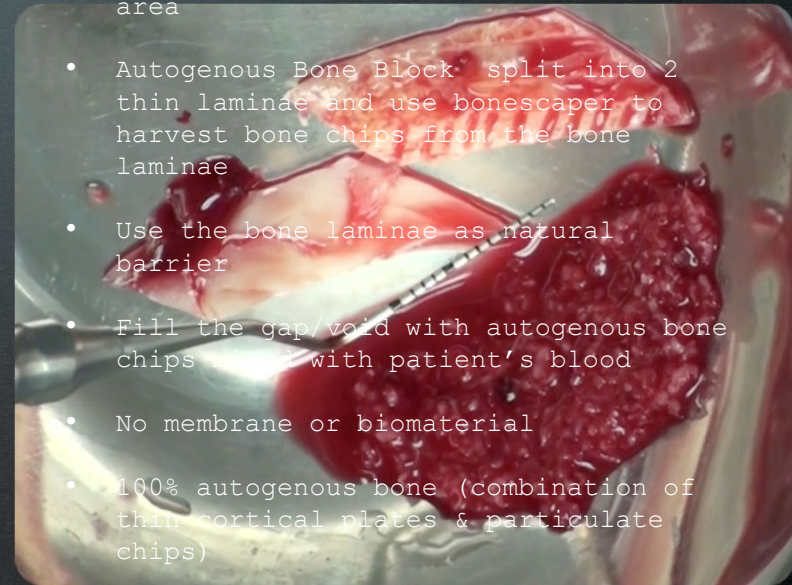 area
• Autogenous Bone Block split into 2
thin laminae and use bonescaper to
harvest bone chips from the bone
laminae
• Use the bone laminae as natural
barrier
• Fill the gap/void with autogenous bone
chips mixed with patient’s blood
• No membrane or biomaterial
• 100% autogenous bone (combination of
thin cortical plates & particulate
chips)